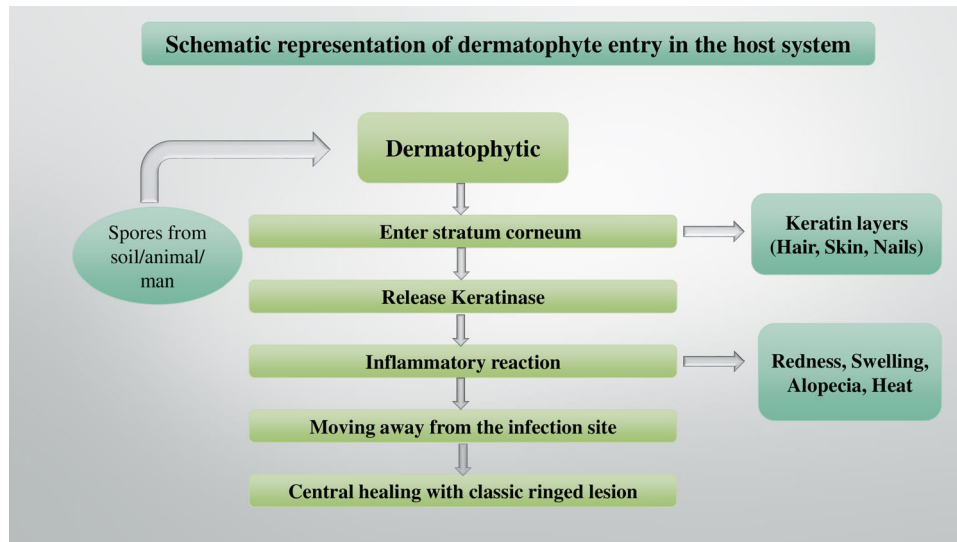 Schematic representation of dermatophyte entry in the host system
Dermatophytic
Spores from
soil/animal/
man
Enter stratum corneum
Keratin layers
(Hair, Skin, Nails)
Release Keratinase
Inflammatory reaction
Redness, Swelling,
Alopecia, Heat
Moving away from the infection site
Central healing with classic ringed lesion